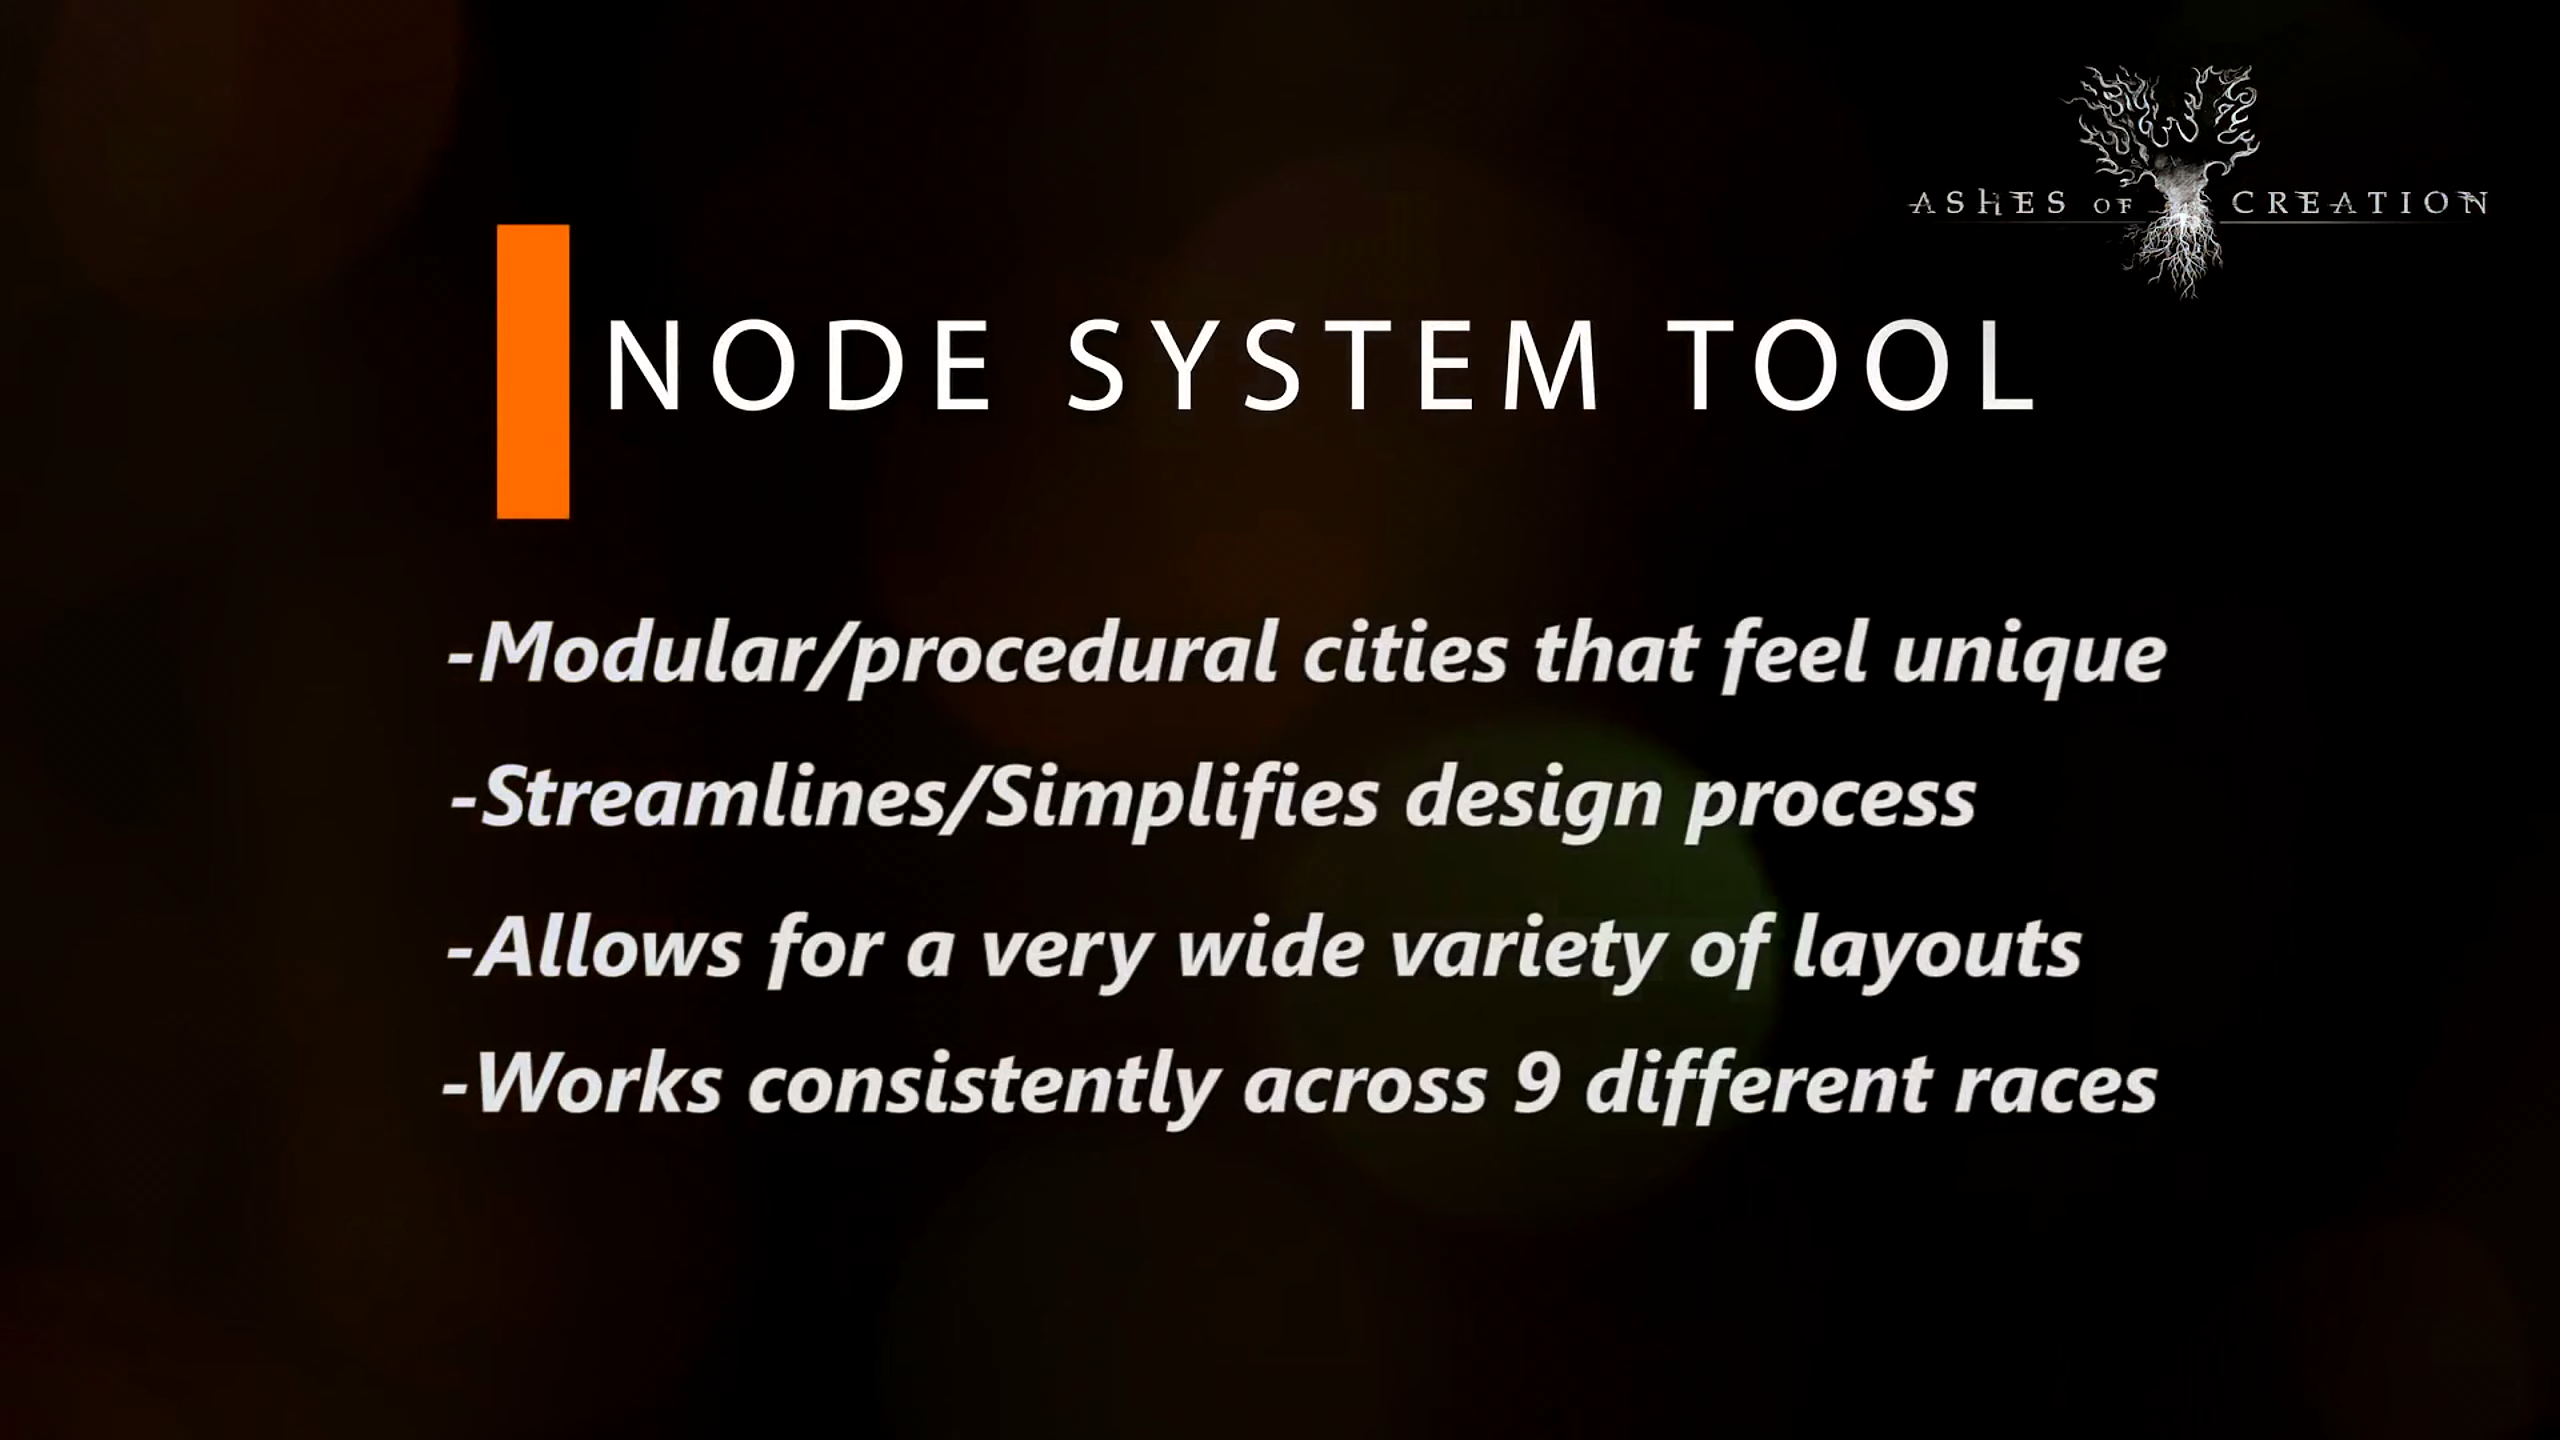 ASHES OF CREATION
NODE SYSTEM TOOL
-Modular/procedural cities that feel unique
-Streamlines/Simplifies design process
-Allows for a very wide variety of layouts
-Works consistently across 9 different races